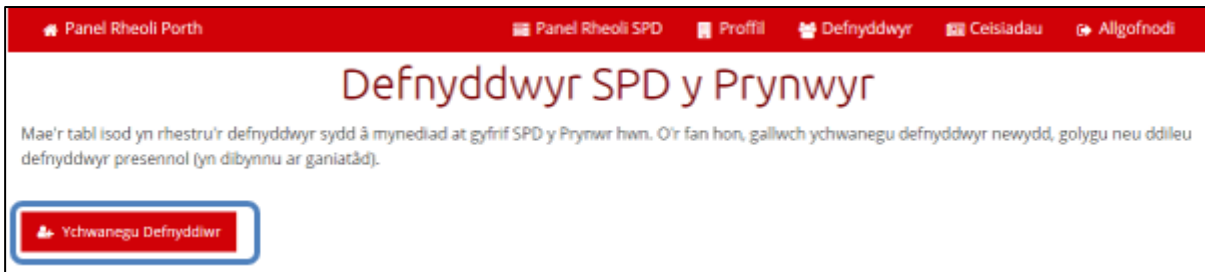 Panel Rheoli Porth Panel Rheoli SPD Proffil Defnyddwyr Ceisiadau Allgofnodi
Defnyddwyr SPD y Prynwyr
Mae'r tabl isod yn rhestru'r defnyddwyr sydd â mynediad at gyfrif SPD y Prynwr hwn. O'r fan hon, gallwch ychwanegu defnyddwyr newydd, golygu neu ddileu
defnyddwyr presennol (yn dibynnu ar ganiatâd).
Ychwanegu Defnyddiwr